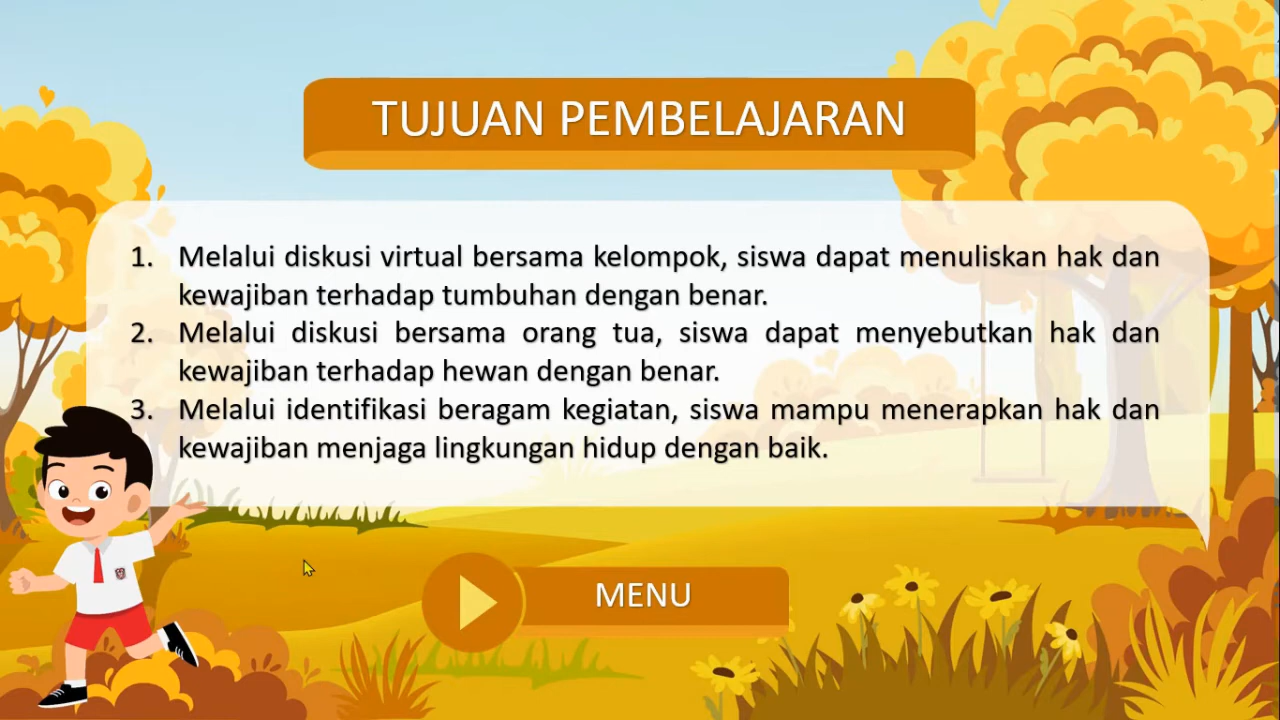 TUJUAN PEMBELAJARAN
1. Melalui diskusi virtual bersama kelompok, siswa dapat menuliskan hak dan
kewajiban terhadap tumbuhan dengan benar.
2. Melalui diskusi bersama orang tua, siswa dapat menyebutkan hak dan
kewajiban terhadap hewan dengan benar.
3. Melalui identifikasi beragam kegiatan, siswa mampu menerapkan hak dan
kewajiban menjaga lingkungan hidup dengan baik.
MENU